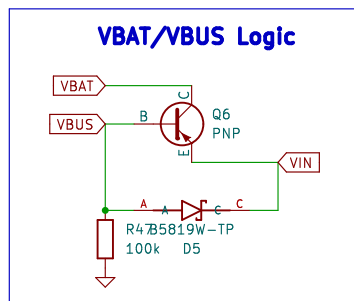 VBAT/VBUS Logic
VBAT
C
Q6
VBUS
B
PNP
E
VIN
A
A
C
C
R47
B5819W-TP
100k
D5